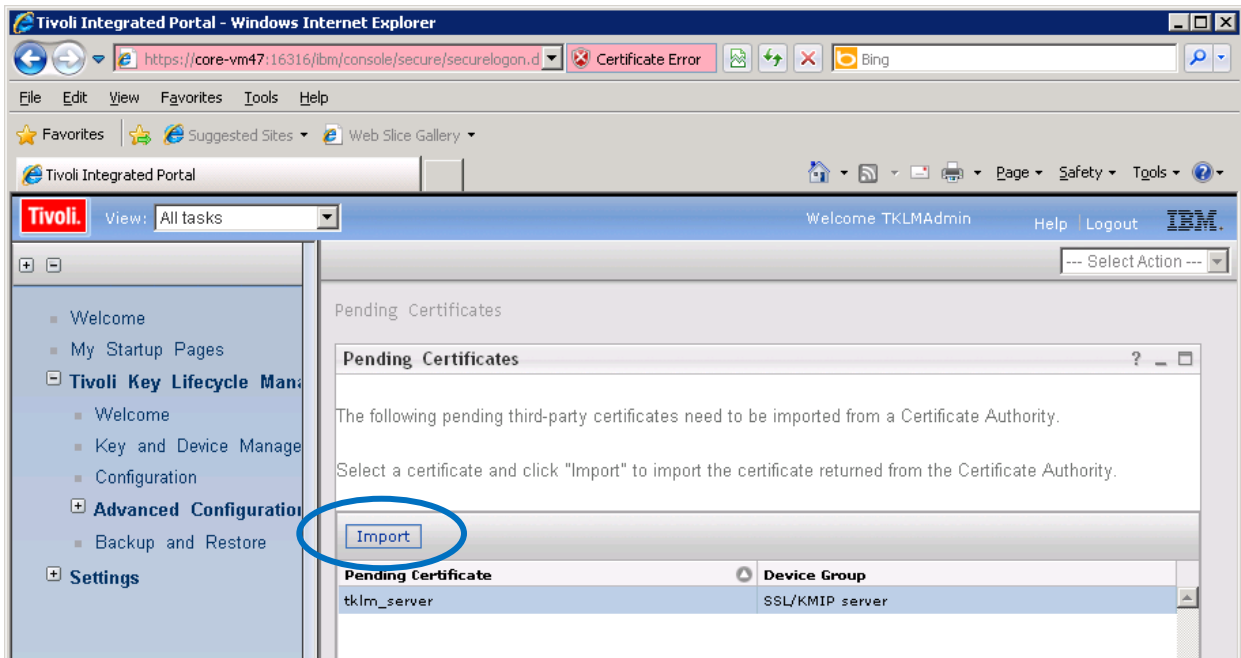 Tivoli Integrated Portal - Windows Internet Explorer
https://core-vm47:16316/ibm/console/secure/securelogon.d Certificate Error Bing
File Edit View Favorites Tools Help
Favorites Suggested Sites Web Slice Gallery
Tivoli Integrated Portal Page Safety Tools
Tivoli. View: All tasks Welcome TKLMAdmin Help Logout IBM.
--- Select Action ---
Welcome
My Startup Pages
Tivoli Key Lifecycle Mana
Welcome
Key and Device Manage
Configuration
Advanced Configuration
Backup and Restore
Settings
Pending Certificates
Pending Certificates ?
The following pending third-party certificates need to be imported from a Certificate Authority.
Select a certificate and click "Import" to import the certificate returned from the Certificate Authority.
Import
Pending Certificate Device Group
tklm_server SSL/KMIP server